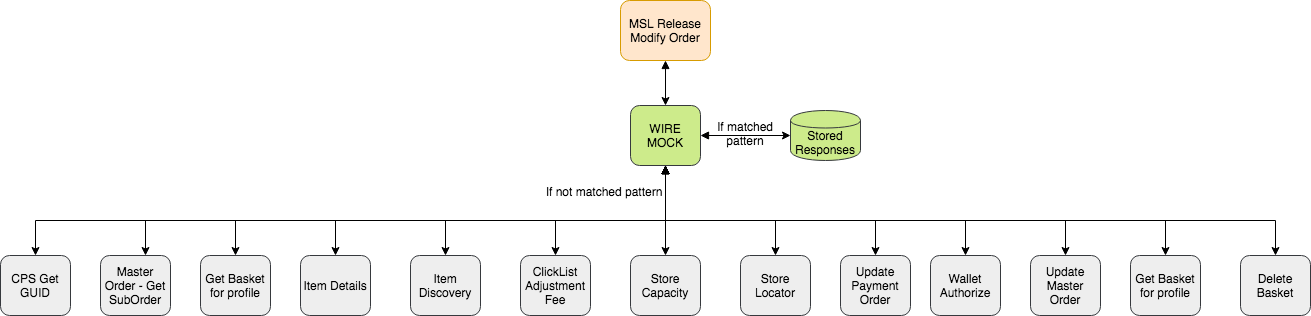 MSL Release
Modify Order
WIRE
MOCK
If matched
pattern
Stored
Responses
If not matched pattern
CPS Get
GUID
Master
Order - Get
SubOrder
Get Basket
for profile
Item Details
Item
Discovery
ClickList
Adjustment
Fee
Store
Capacity
Store
Locator
Update
Payment
Order
Wallet
Authorize
Update
Master
Order
Get Basket
for profile
Delete
Basket